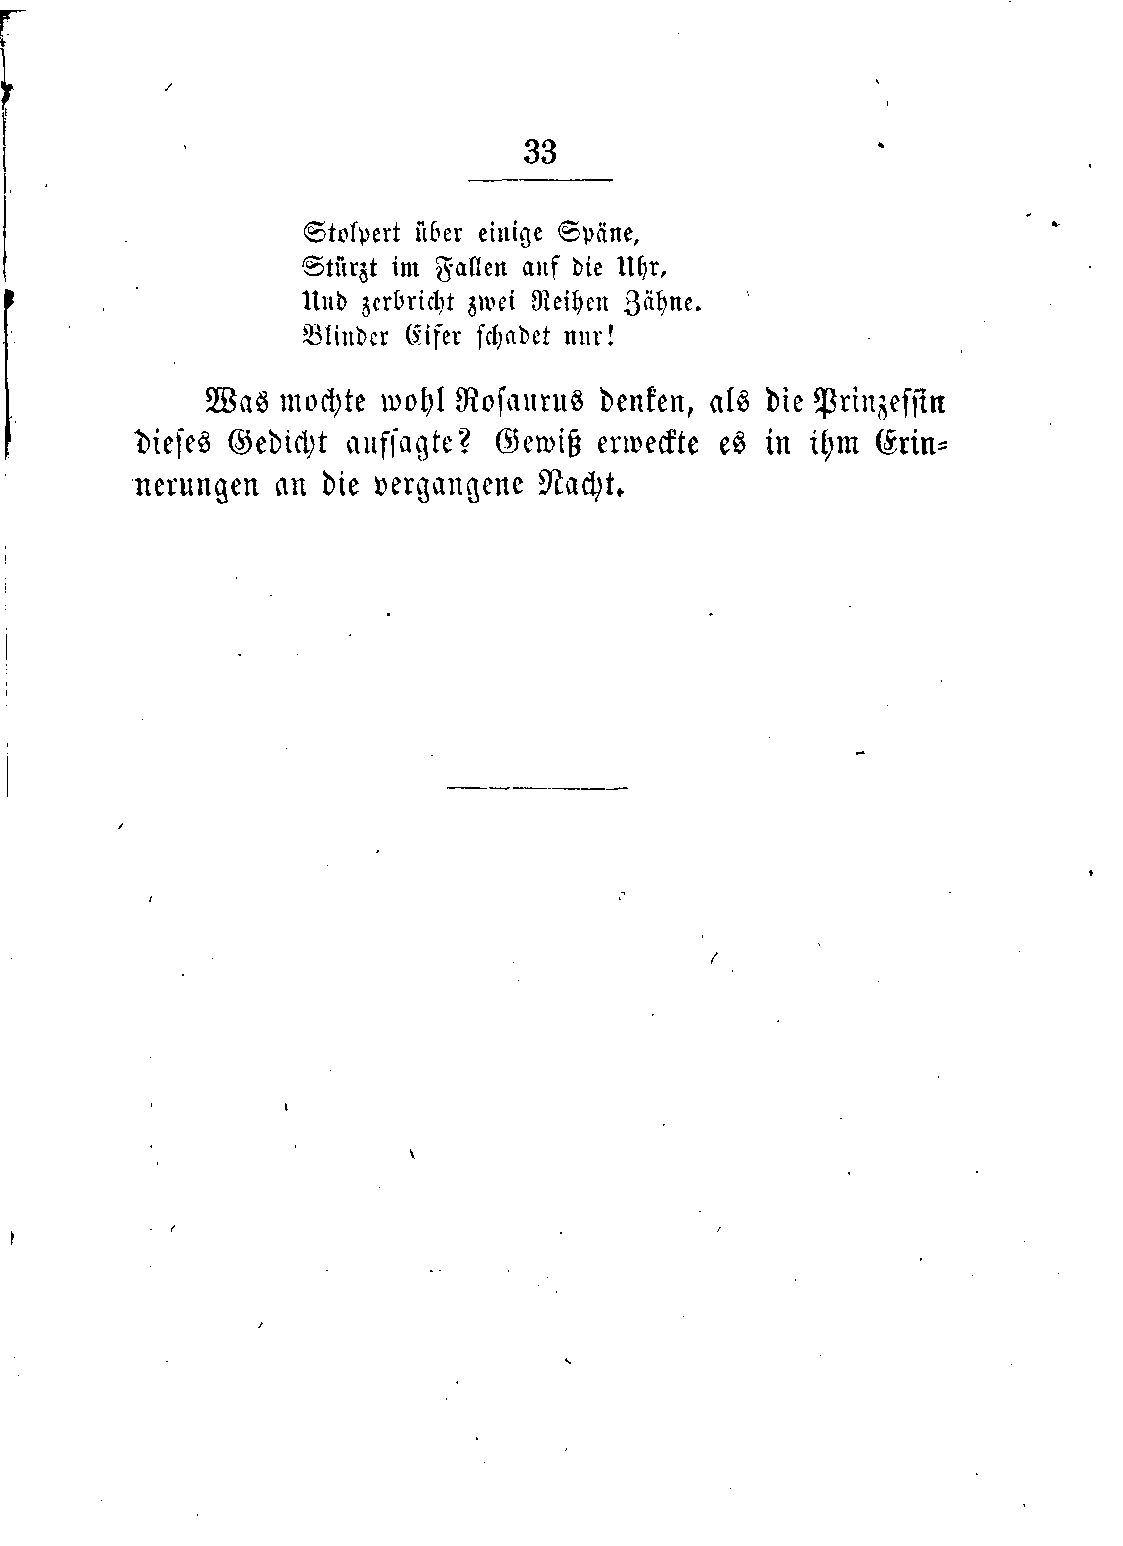 33
Stolpert über einige Späne,
Stürzt im Fallen auf die Uhr,
Und zerbricht zwei Reihen Zähne.
Blinder Eifer schadet nur!
Was mochte wohl Rosaurus denken, als die Prinzessin
dieses Gedicht aufsagte? Gewiß erweckte es in ihm Erin-
nerungen an die vergangene Nacht.